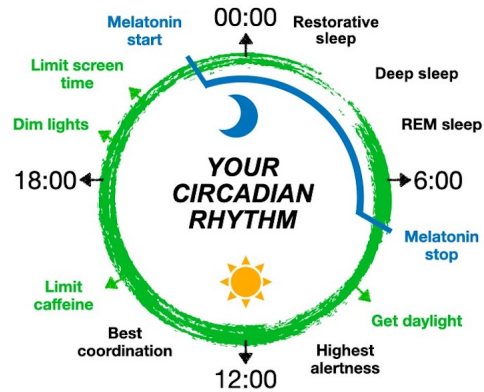 00:00
Melatonin
start
Restorative
sleep
Limit screen
time
Deep sleep
Dim lights
REM sleep
YOUR
CIRCADIAN
RHYTHM
18:00
6:00
Melatonin
stop
Limit
caffeine
Get daylight
Best
coordination
Highest
alertness
12:00